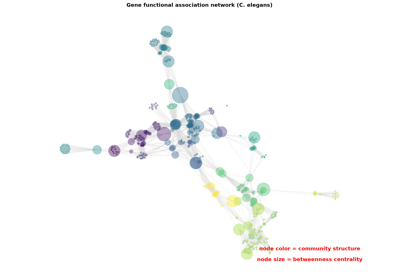 Gene functional association network (C. elegans)
node color = community structure
node size = betweenness centrality